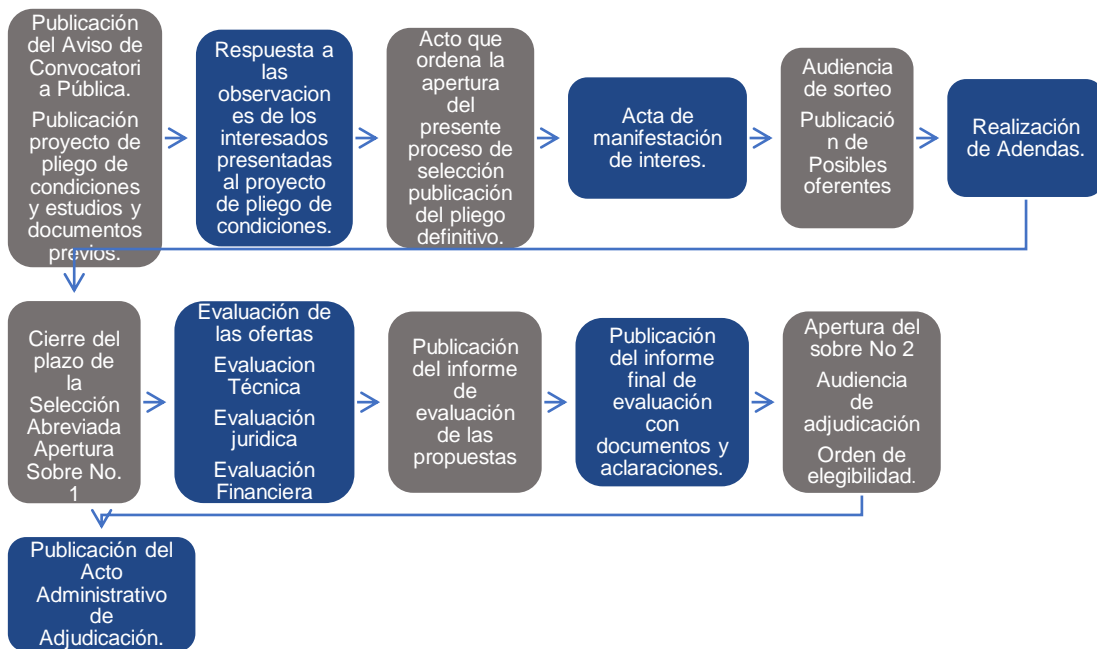 Publicación
del Aviso de
Convocatori
a Pública.
Publicación
proyecto de
pliego de
condiciones
y estudios y
documentos
previos.
Respuesta a
las
observacion
es de los
interesados
presentadas
al proyecto
de pliego de
condiciones.
Acto que
ordena la
apertura
del
presente
proceso de
selección
publicación
del pliego
definitivo.
Acta de
manifestación
de interes.
Audiencia
de sorteo
Publicació
n de
Posibles
oferentes
Realización
de Adendas.
Cierre del
plazo de
la
Selección
Abreviada
Apertura
Sobre No.
1
Evaluación de
las ofertas
Evaluacion
Técnica
Evaluación
juridica
Evaluación
Financiera
Publicación
del informe
de
evaluación
de las
propuestas
Publicación
del informe
final de
evaluación
con
documentos y
aclaraciones.
Apertura del
sobre No 2
Audiencia
de
adjudicación
Orden de
elegibilidad.
Publicación del
Acto
Administrativo
de
Adjudicación.